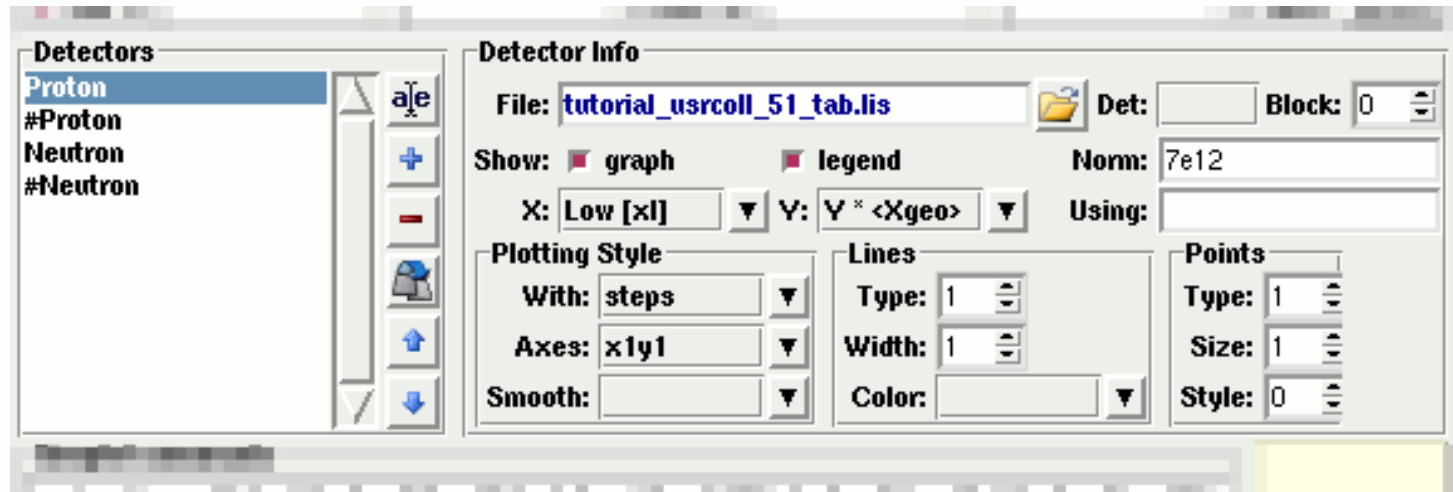 Detectors
Proton
#Proton
Neutron
#Neutron
a e
Detector Info
File: tutorial_usrcoll_51_tab.lis Det: Block: 0
Show: graph legend Norm: 7e12
X: Low [xl] Y: Y * <Xgeo> Using:
Plotting Style
With: steps
Axes: x1y1
Smooth:
Lines
Type: 1
Width: 1
Color:
Points
Type: 1
Size: 1
Style: 0